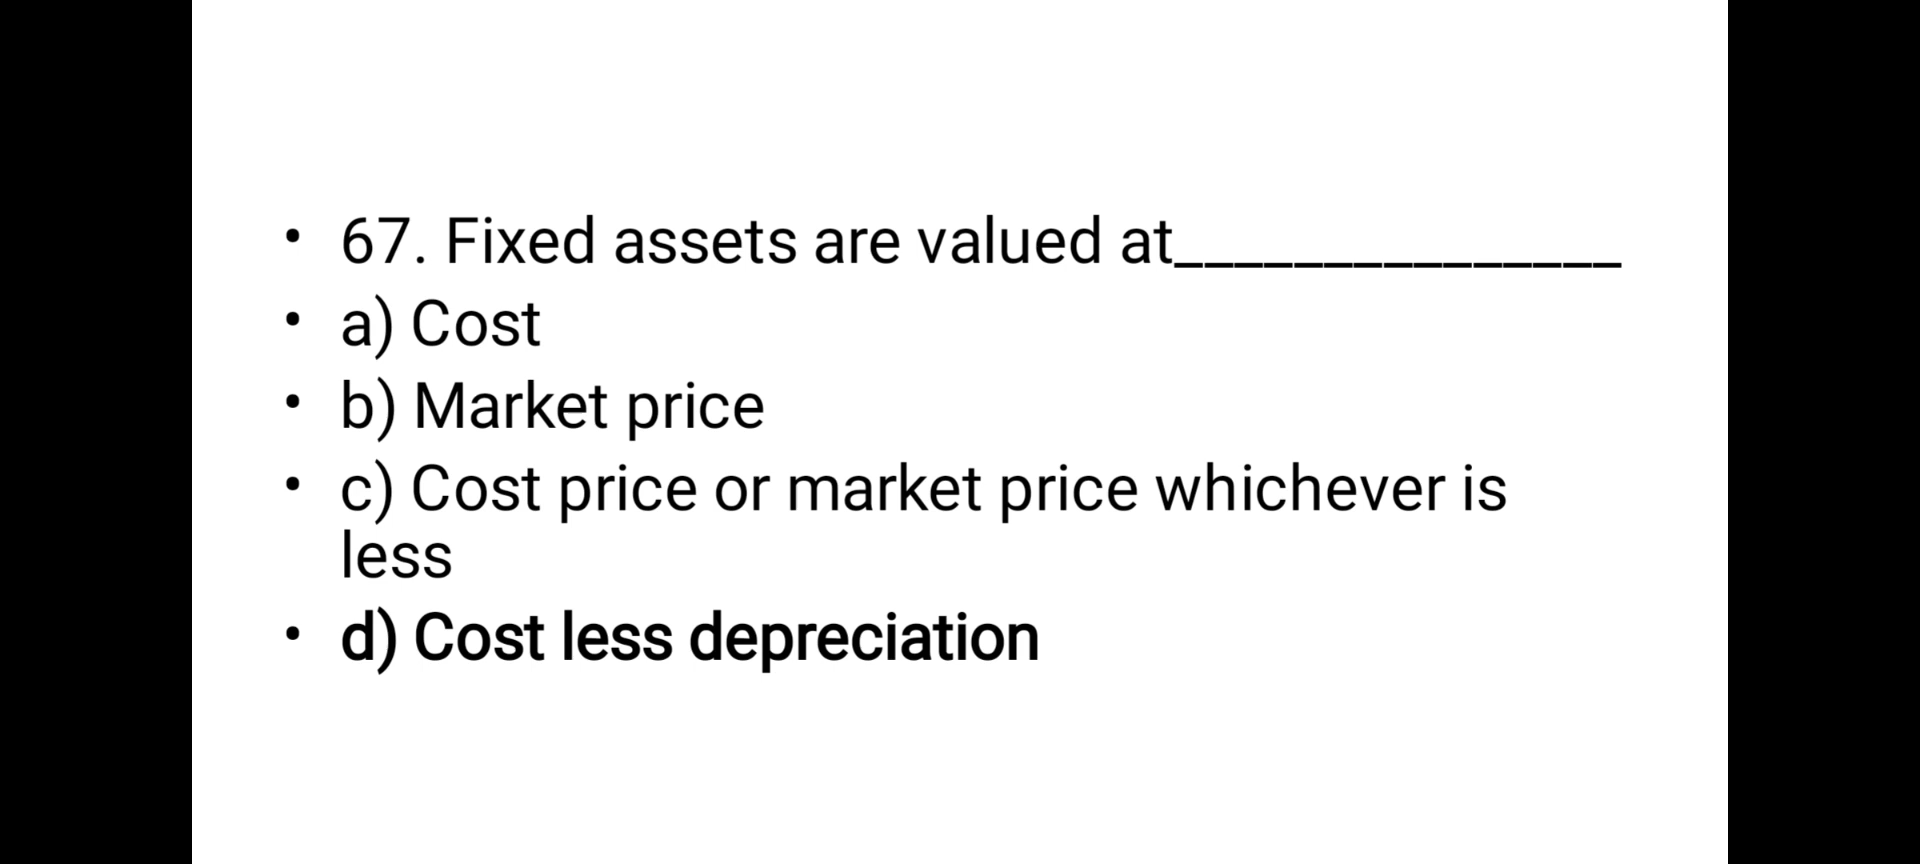 • 67. Fixed assets are valued at_______________
• a) Cost
• b) Market price
• c) Cost price or market price whichever is
less
• d) Cost less depreciation